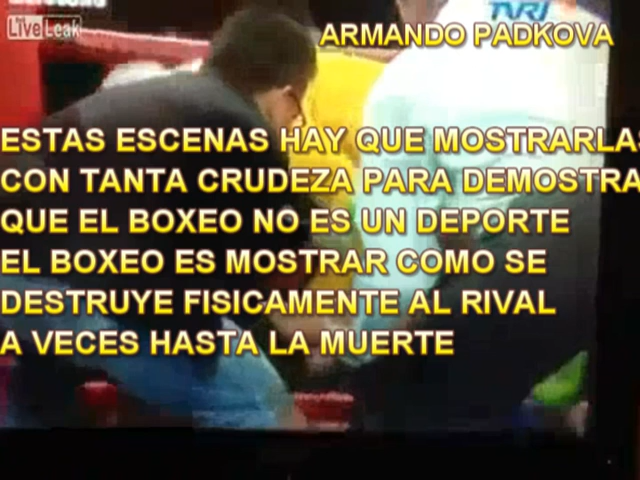 LiveLeak
TVR
ARMANDO PADKOVA
ESTAS ESCENAS HAY QUE MOSTRARLAS
CON TANTA CRUDEZA PARA DEMOSTRA
QUE EL BOXEO NO ES UN DEPORTE
EL BOXEO ES MOSTRAR COMO SE
DESTRUYE FISICAMENTE AL RIVAL
A VECES HASTA LA MUERTE